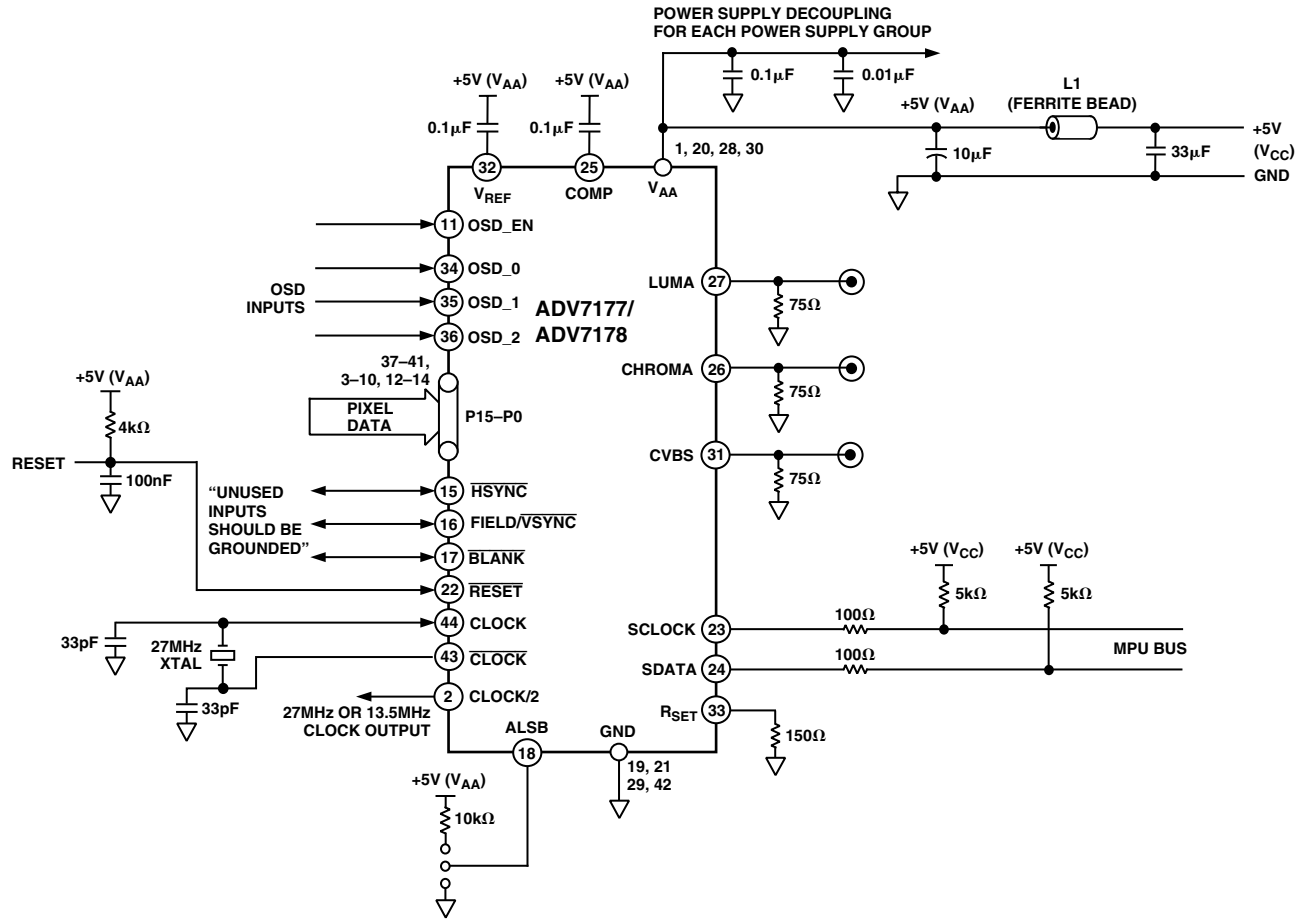 POWER SUPPLY DECOUPLING
FOR EACH POWER SUPPLY GROUP
0.1μF
0.01μF
+5V (VAA)
+5V (VAA)
0.1μF
0.1μF
L1
(FERRITE BEAD)
+5V (VAA)
+5V
(VCC)
GND
10μF
33μF
1, 20, 28, 30
32
25
VREF
COMP
VAA
11
OSD_EN
34
OSD_0
OSD
INPUTS
35
OSD_1
36
OSD_2
ADV7177/
ADV7178
27
LUMA
75Ω
26
CHROMA
75Ω
31
CVBS
75Ω
37–41,
3–10, 12–14
PIXEL
DATA
P15–P0
+5V (VAA)
4kΩ
RESET
100nF
“UNUSED
INPUTS
SHOULD BE
GROUNDED”
15
HSYNC
16
FIELD/VSYNC
17
BLANK
22
RESET
44
CLOCK
33pF
27MHz
XTAL
43
CLOCK
33pF
2
CLOCK/2
27MHz OR 13.5MHz
CLOCK OUTPUT
+5V (VCC)
+5V (VCC)
5kΩ
5kΩ
SCLOCK
23
100Ω
MPU BUS
SDATA
24
100Ω
RSET
33
150Ω
ALSB
18
GND
19, 21
29, 42
+5V (VAA)
10kΩ